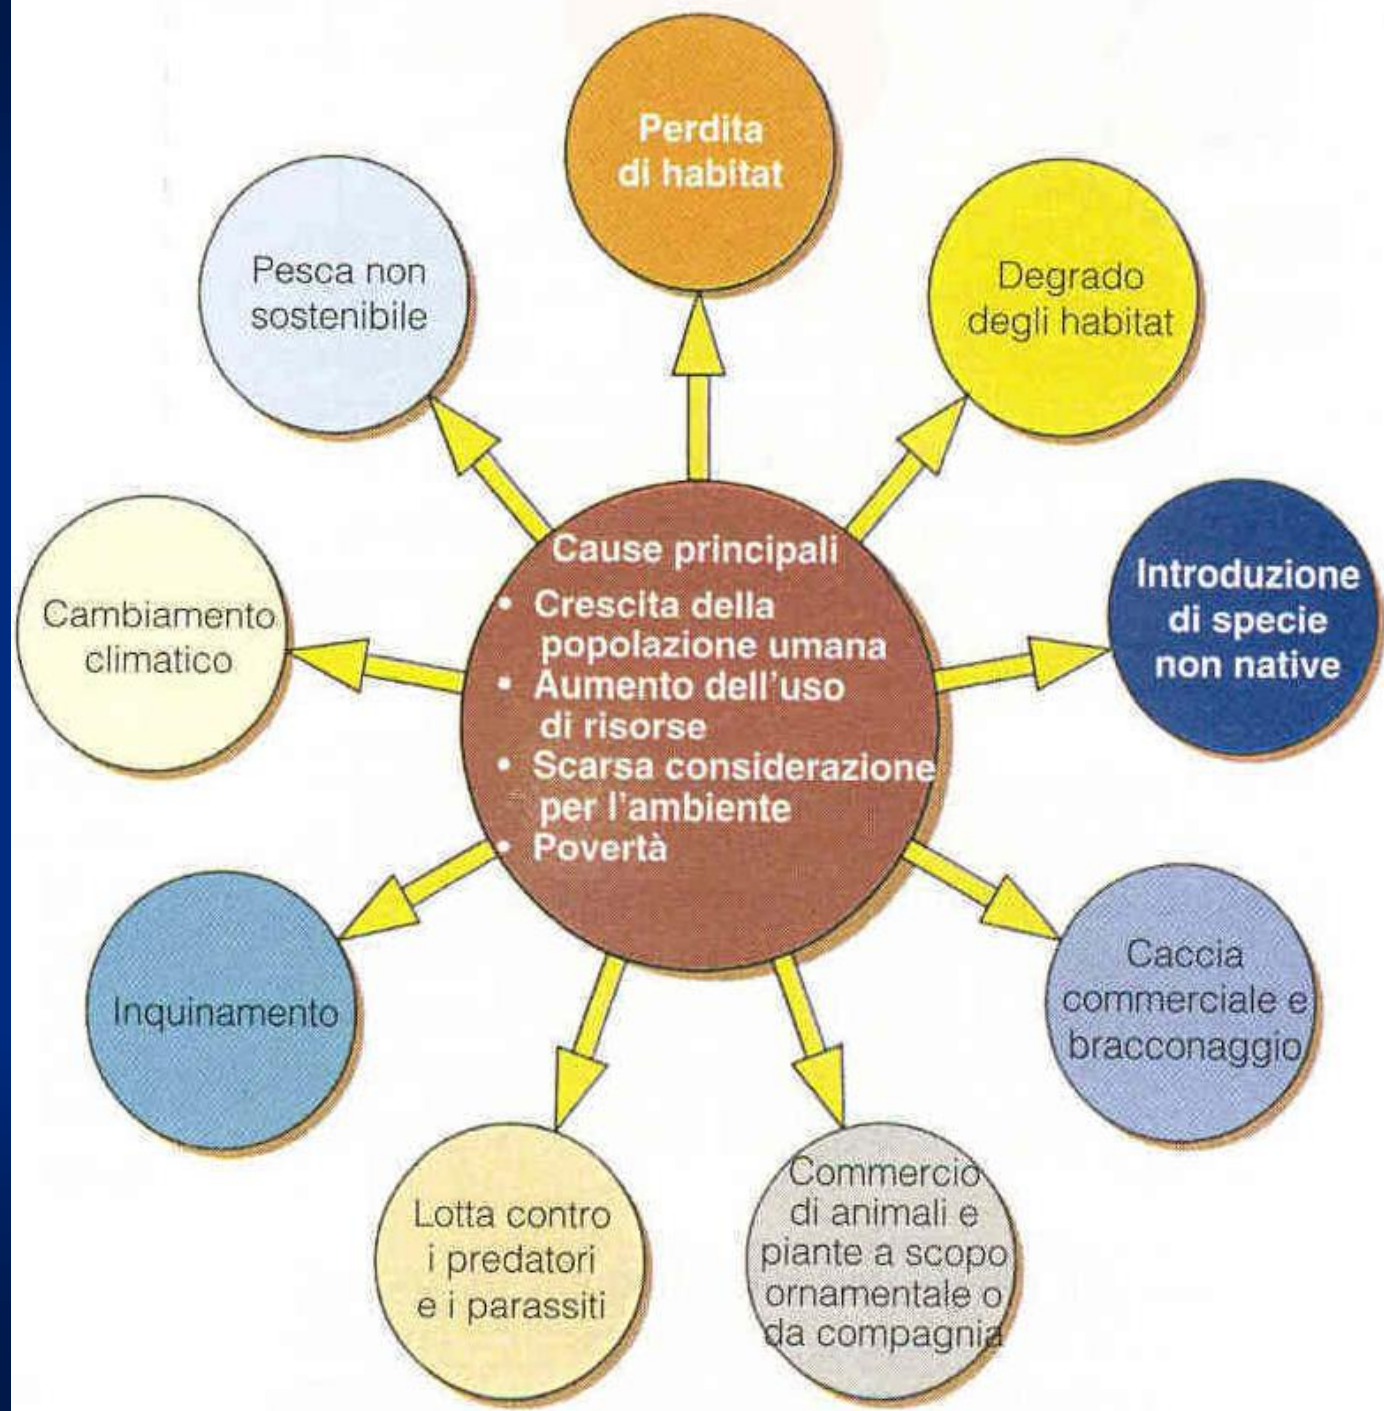 Perdita
di habitat
Degrado
degli habitat
Introduzione
di specie
non native
Caccia
commerciale e
bracconaggio
Commercio
di animali e
piante a scopo
ornamentale o
da compagnia
Lotta contro
i predatori
e i parassiti
Inquinamento
Cambiamento
climatico
Pesca non
sostenibile
Cause principali
• Crescita della
popolazione umana
• Aumento dell'uso
di risorse
• Scarsa considerazione
per l'ambiente
• Povertà